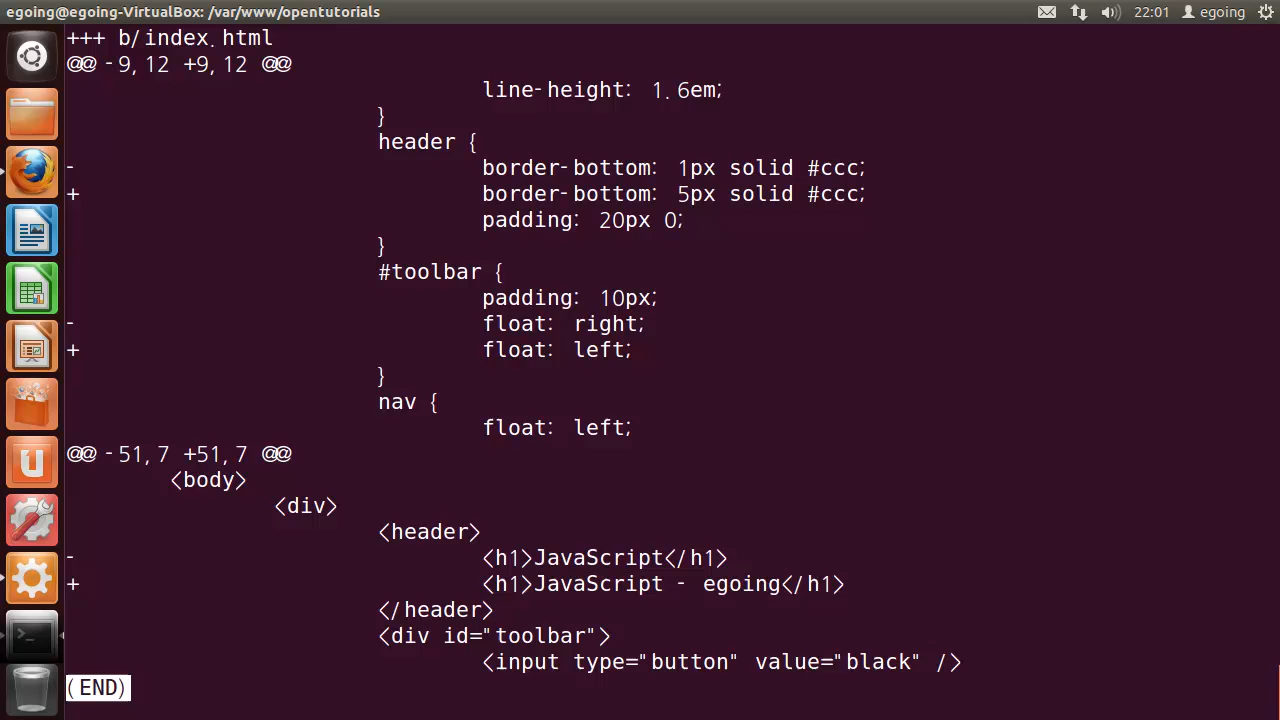 egoing@egoing-VirtualBox: /var/www/opentutorials 22:01 egoing
+++ b/index.html
@@ -9,12 +9,12 @@
line-height: 1.6em;
}
header {
- border-bottom: 1px solid #ccc;
+ border-bottom: 5px solid #ccc;
padding: 20px 0;
}
#toolbar {
padding: 10px;
- float: right;
+ float: left;
}
nav {
float: left;
@@ -51,7 +51,7 @@
<body>
<div>
<header>
- <h1>JavaScript</h1>
+ <h1>JavaScript - egoing</h1>
</header>
<div id="toolbar">
<input type="button" value="black" />
(END)